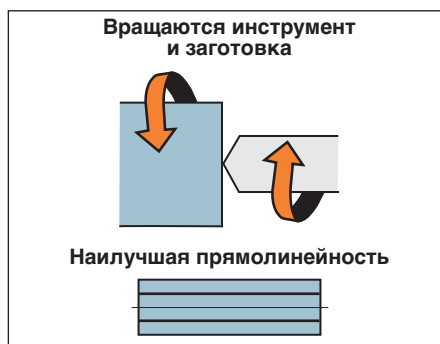 Вращаются инструмент
и заготовка
Наилучшая прямолинейность